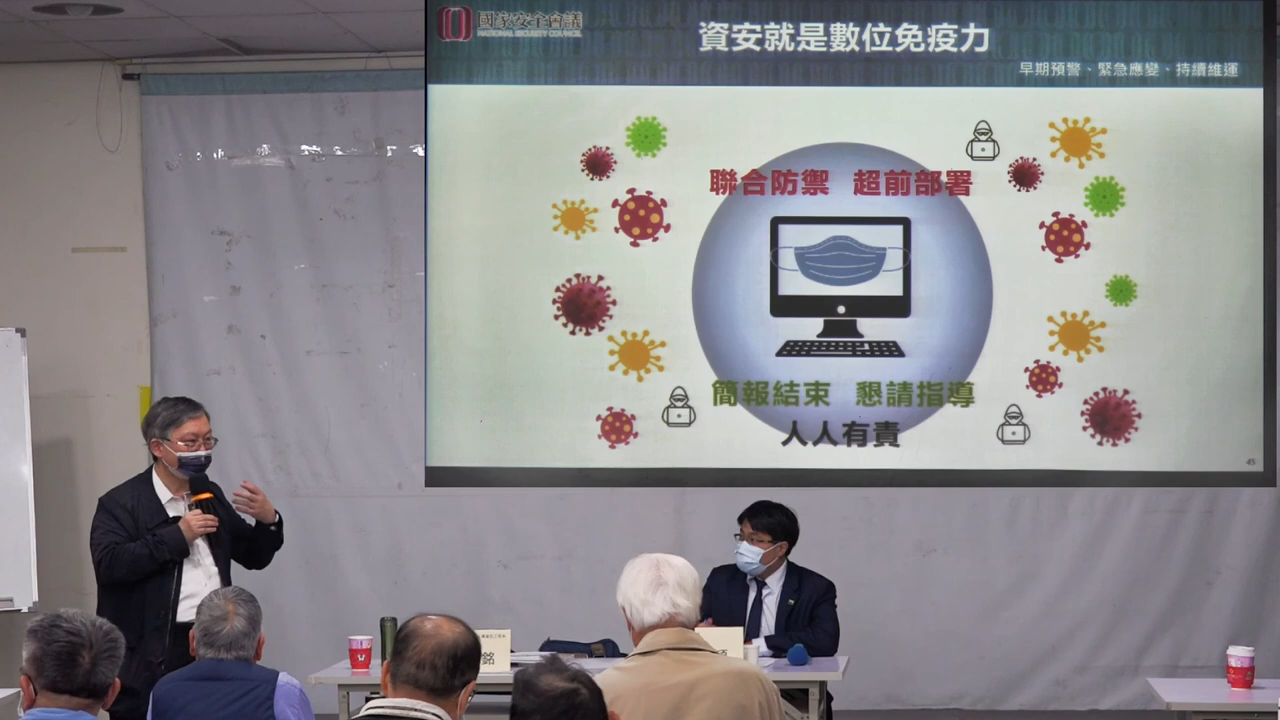 國家安全會議
NATIONAL SECURITY COUNCIL
資安就是數位免疫力
早期預警、緊急應變、持續維運
聯合防禦 超前部署
簡報結束 懇請指導
人人有責
45
銘